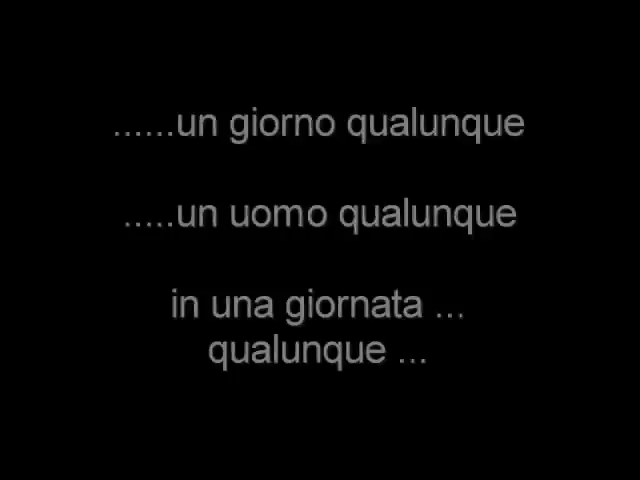 ......un giorno qualunque
.....un uomo qualunque
in una giornata ...
qualunque ...